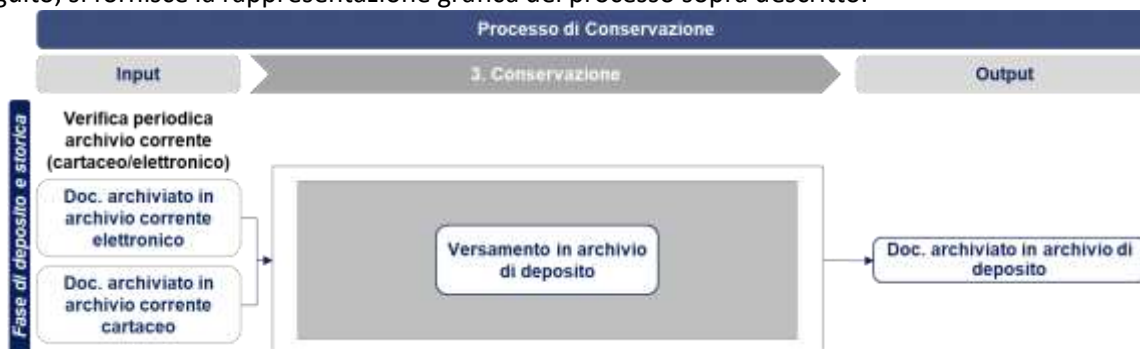 guito, si fornisce la rappresentazione grafica del processo sopra descritto.
Processo di Conservazione
Input
3. Conservazione
Output
Fase di deposito e storica
Verifica periodica
archivio corrente
(cartaceo/elettronico)
Doc. archiviato in
archivio corrente
elettronico
Doc. archiviato in
archivio corrente
cartaceo
Versamento in archivio
di deposito
Doc. archiviato in archivio di
deposito